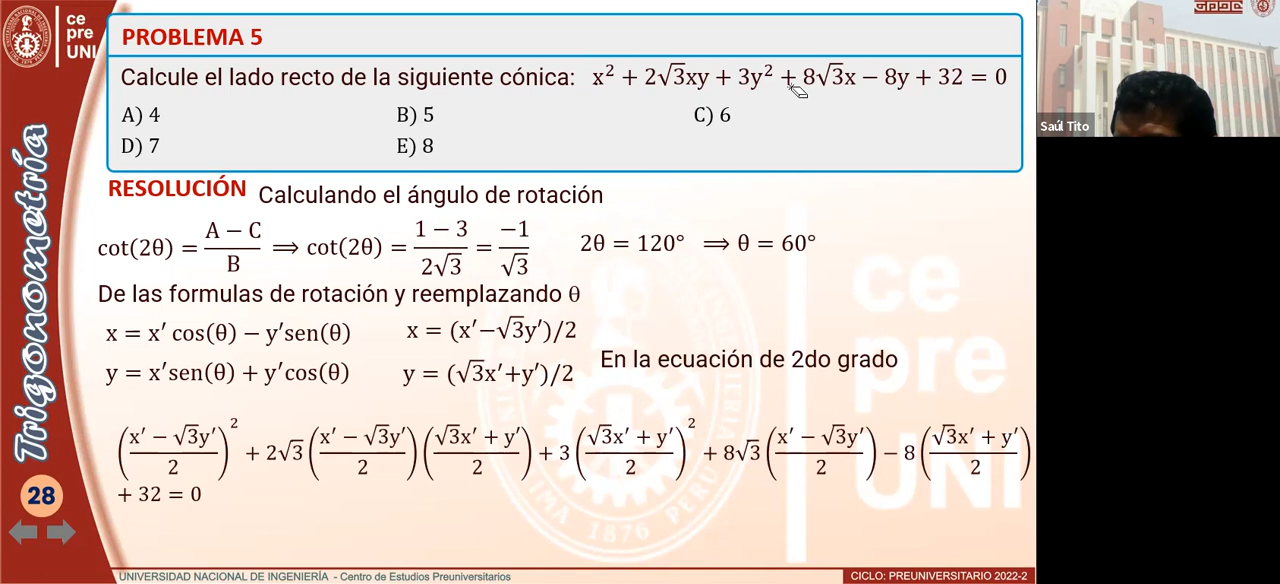 ce
pre
UNI
PROBLEMA 5
Calcule el lado recto de la siguiente cónica: x² + 2√3xy + 3y² + 8√3x − 8y + 32 = 0
A) 4 B) 5 C) 6
D) 7 E) 8
Saúl Tito
Trigonometría
RESOLUCIÓN Calculando el ángulo de rotación
cot(2θ) = (A − C)/B ⟹ cot(2θ) = (1 − 3)/(2√3) = (−1)/√3 2θ = 120° ⟹ θ = 60°
De las formulas de rotación y reemplazando θ
x = x′ cos(θ) − y′sen(θ) x = (x′−√3y′)/2
y = x′sen(θ) + y′cos(θ) y = (√3x′+y′)/2
En la ecuación de 2do grado
((x′ − √3y′)/2)² + 2√3((x′ − √3y′)/2)((√3x′ + y′)/2) + 3((√3x′ + y′)/2)² + 8√3((x′ − √3y′)/2) − 8((√3x′ + y′)/2)
+ 32 = 0
28
ce
pre
UNI
1876
UNIVERSIDAD NACIONAL DE INGENIERÍA - Centro de Estudios Preuniversitarios
CICLO: PREUNIVERSITARIO 2022-2